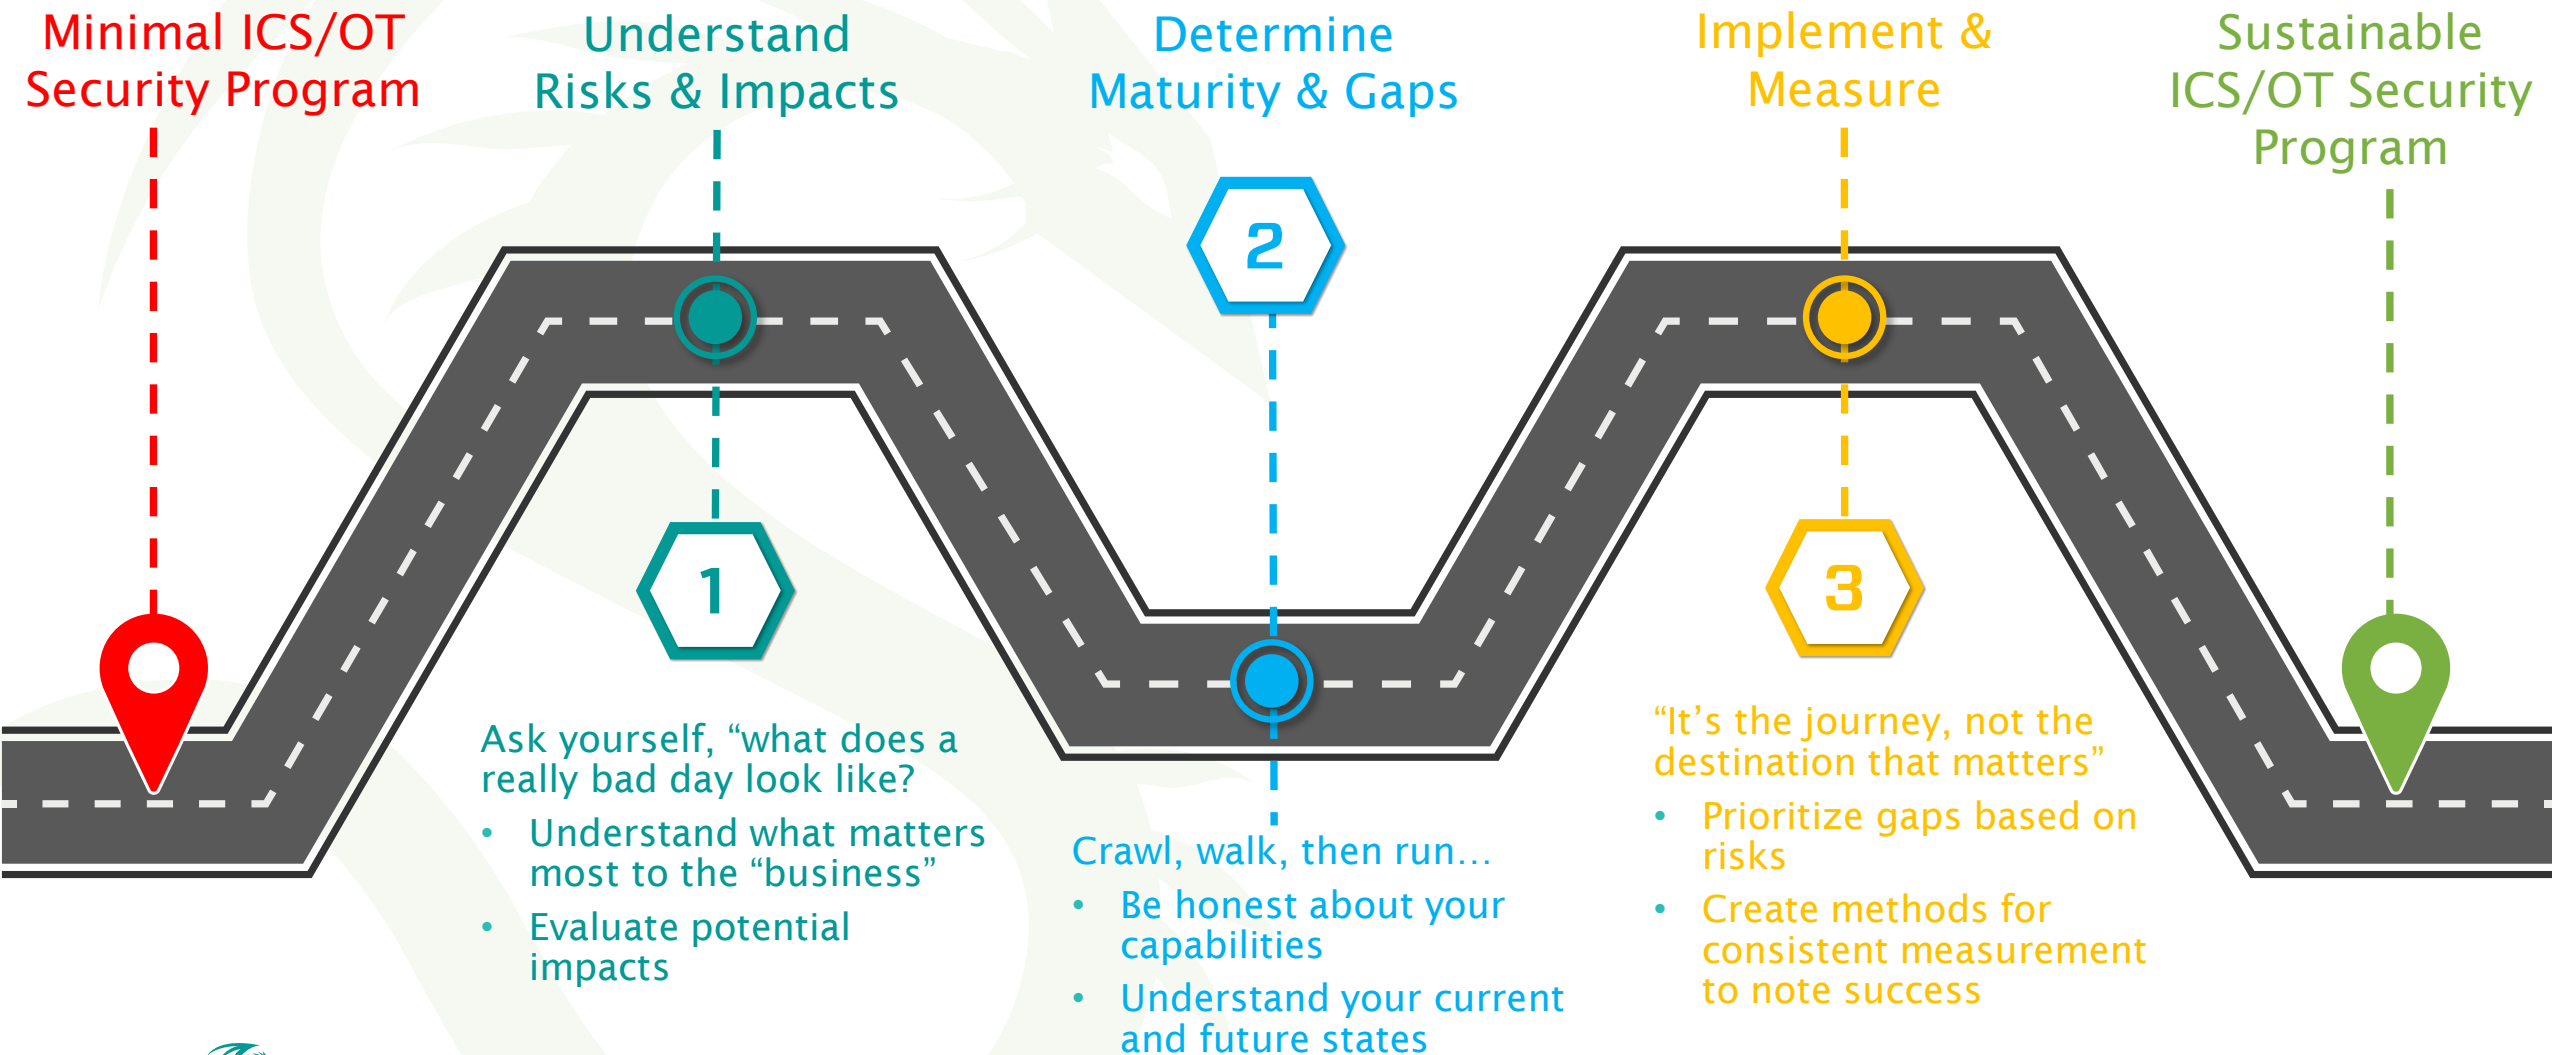 Minimal ICS/OT
Security Program
Understand
Risks & Impacts
Determine
Maturity & Gaps
Implement &
Measure
Sustainable
ICS/OT Security
Program
1
Ask yourself, “what does a
really bad day look like?
• Understand what matters
most to the “business”
• Evaluate potential
impacts
2
Crawl, walk, then run...
• Be honest about your
capabilities
• Understand your current
and future states
3
“It’s the journey, not the
destination that matters”
• Prioritize gaps based on
risks
• Create methods for
consistent measurement
to note success